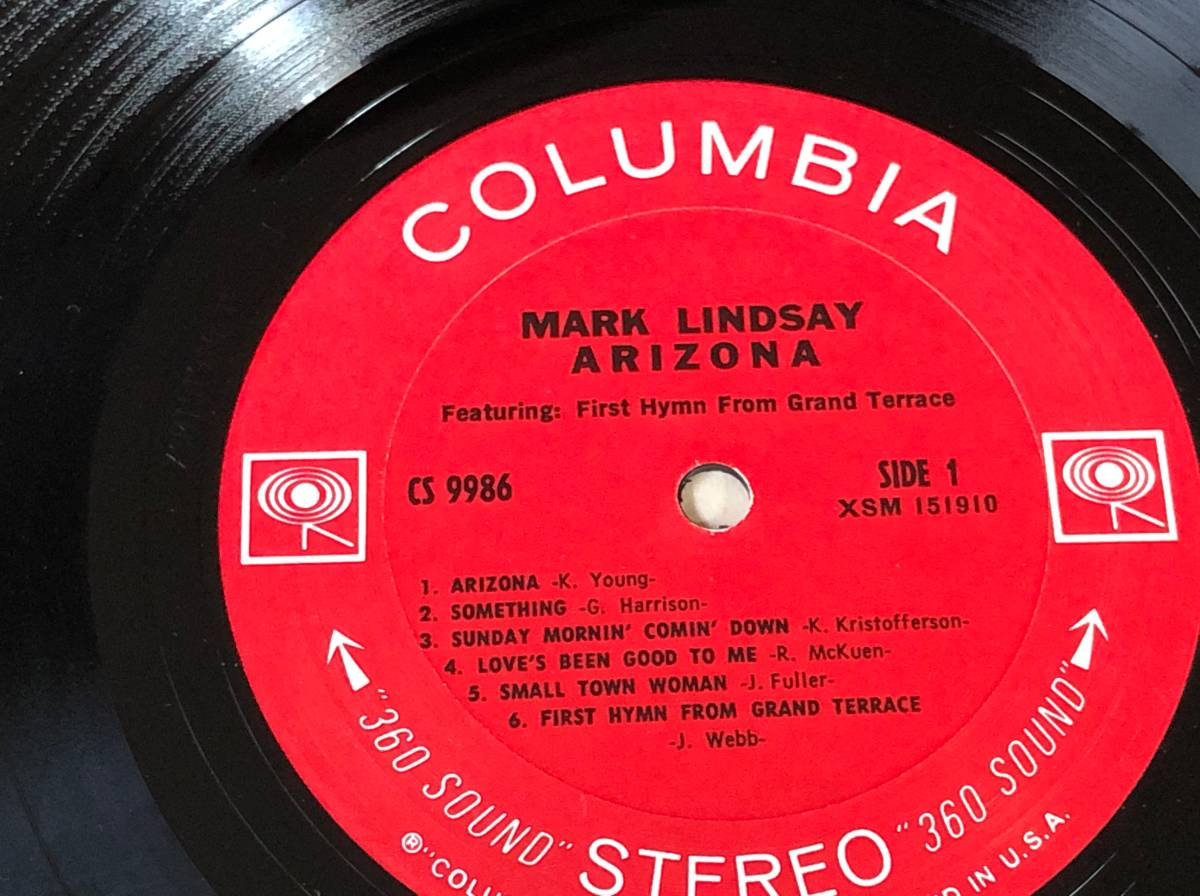 COLUMBIA
MARK LINDSAY
ARIZONA
Featuring: First Hymn From Grand Terrace
CS 9986
SIDE 1
XSM 151910
1. ARIZONA -K. Young-
2. SOMETHING -G. Harrison-
3. SUNDAY MORNIN' COMIN' DOWN -K. Kristofferson-
4. LOVE'S BEEN GOOD TO ME -R. McKuen-
5. SMALL TOWN WOMAN -J. Fuller-
6. FIRST HYMN FROM GRAND TERRACE
-J. Webb-
"360 SOUND" STEREO "360 SOUND"
IN U.S.A.